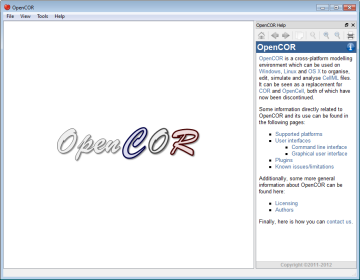 OpenCOR
File View Tools Help
OpenCOR Help
OpenCOR
OpenCOR
OpenCOR is a cross-platform modelling
environment which can be used on
Windows, Linux and OS X to organise,
edit, simulate and analyse CellML files.
It can be seen as a replacement for
COR and OpenCell, both of which have
now been discontinued.
Some information directly related to
OpenCOR and its use can be found in
the following pages:
Supported platforms
User interfaces
Command line interface
Graphical user interface
Plugins
Known issues/limitations
Additionally, some more general
information about OpenCOR can be
found here:
Licensing
Authors
Finally, here is how you can contact us.
Copyright ©2011-2012